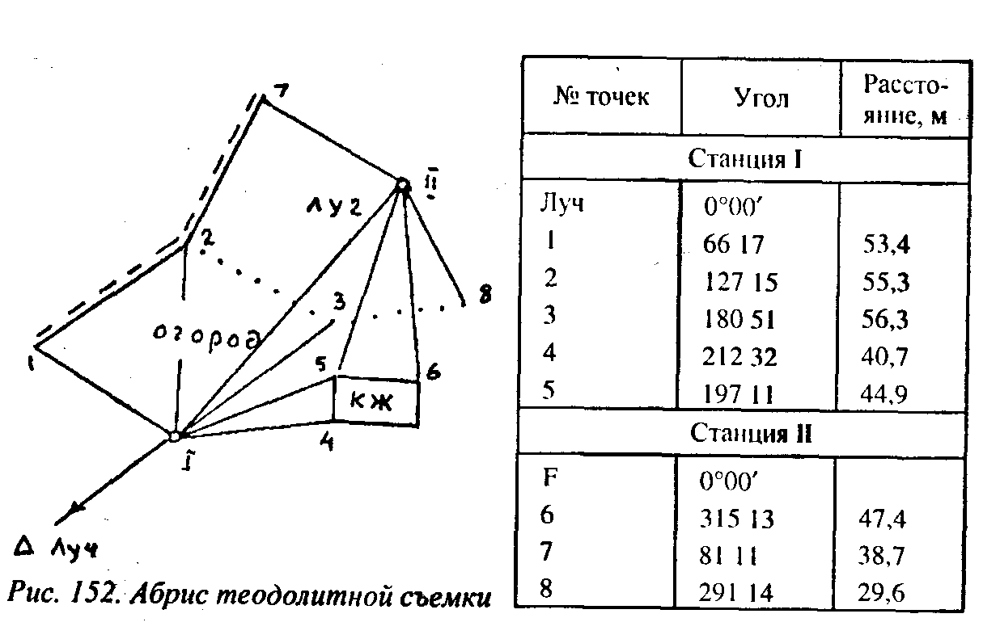 7
II
ЛУГ
2
3
8
ОГОРОД
1
5
6
КЖ
4
I
Δ Луч
Рис. 152. Абрис теодолитной съемки
№ точек Угол Рассто-
яние, м
Станция I
Луч 0°00′
1 66 17 53,4
2 127 15 55,3
3 180 51 56,3
4 212 32 40,7
5 197 11 44,9
Станция II
F 0°00′
6 315 13 47,4
7 81 11 38,7
8 291 14 29,6